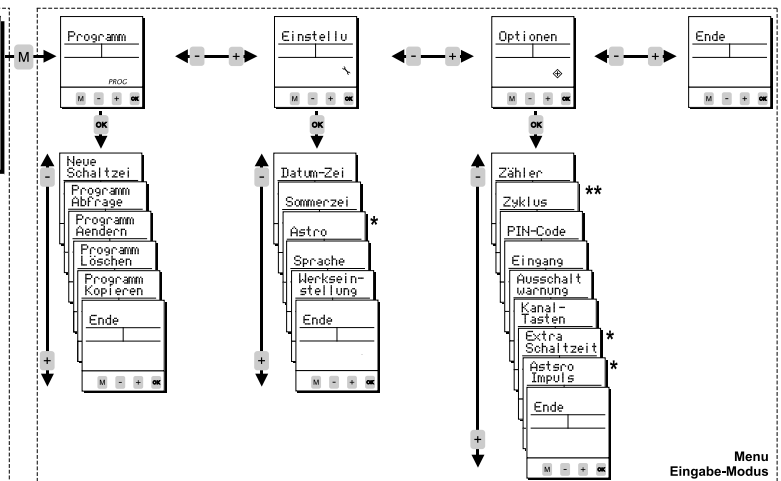 M
Programm
PROG
M - + OK
- +
Einstellu
M - + OK
- +
Optionen
M - + OK
- +
Ende
M - + OK
OK
-
Neue
Schaltzei
Programm
Abfrage
Programm
Aendern
Programm
Löschen
Programm
Kopieren
Ende
+
M - + OK
OK
-
Datum-Zei
Sommerzei
Astro *
Sprache
Werksein-
stellung
Ende
+
M - + OK
OK
-
Zähler
Zyklus **
PIN-Code
Eingang
Ausschalt
warnung
Kanal-
Tasten
Extra *
Schaltzeit
Astsro *
Impuls
Ende
+
M - + OK
Menu
Eingabe-Modus